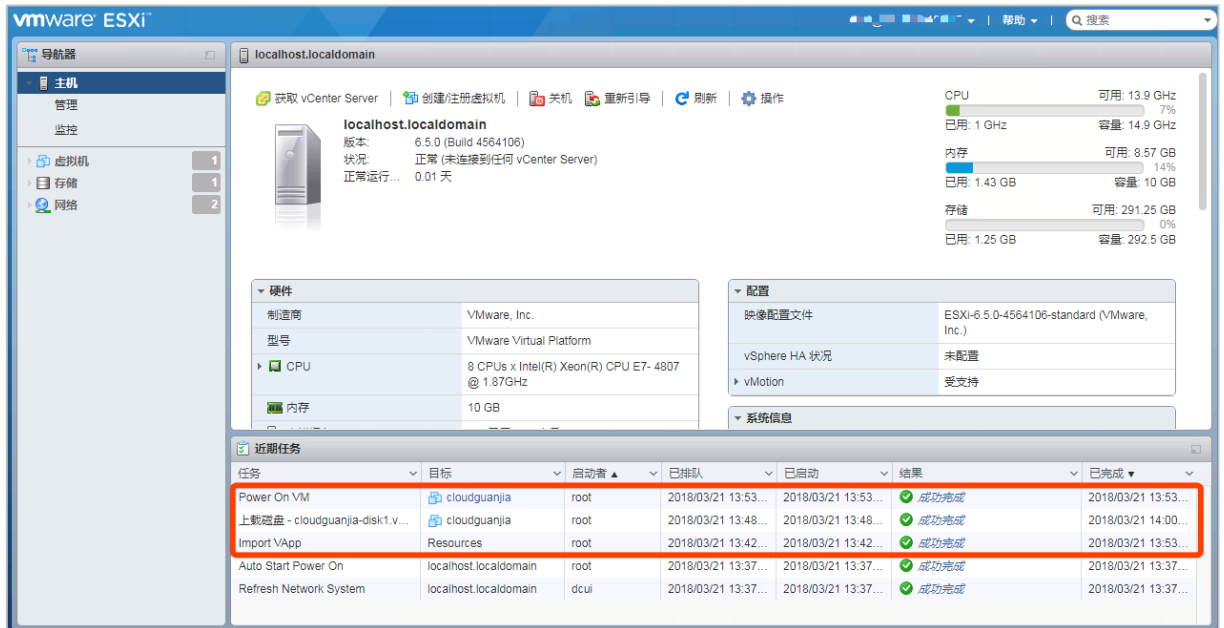 vmware ESXi™
帮助
搜索
导航器
主机
管理
监控
虚拟机 1
存储 1
网络 2
localhost.localdomain
获取 vCenter Server 创建/注册虚拟机 关机 重新引导 刷新 操作
localhost.localdomain
版本: 6.5.0 (Build 4564106)
状况: 正常 (未连接到任何 vCenter Server)
正常运行... 0.01 天
CPU 可用: 13.9 GHz
7%
已用: 1 GHz 容量: 14.9 GHz
内存 可用: 8.57 GB
14%
已用: 1.43 GB 容量: 10 GB
存储 可用: 291.25 GB
0%
已用: 1.25 GB 容量: 292.5 GB
硬件
制造商 VMware, Inc.
型号 VMware Virtual Platform
CPU 8 CPUs x Intel(R) Xeon(R) CPU E7- 4807
@ 1.87GHz
内存 10 GB
配置
映像配置文件 ESXi-6.5.0-4564106-standard (VMware,
Inc.)
vSphere HA 状况 未配置
vMotion 受支持
系统信息
近期任务
任务 目标 启动者 已排队 已启动 结果 已完成
Power On VM cloudguanjia root 2018/03/21 13:53... 2018/03/21 13:53... 成功完成 2018/03/21 13:53...
上载磁盘 - cloudguanjia-disk1.v... cloudguanjia root 2018/03/21 13:48... 2018/03/21 13:48... 成功完成 2018/03/21 14:00...
Import VApp Resources root 2018/03/21 13:42... 2018/03/21 13:42... 成功完成 2018/03/21 13:53...
Auto Start Power On localhost.localdomain root 2018/03/21 13:37... 2018/03/21 13:37... 成功完成 2018/03/21 13:37...
Refresh Network System localhost.localdomain dcui 2018/03/21 13:37... 2018/03/21 13:37... 成功完成 2018/03/21 13:37...